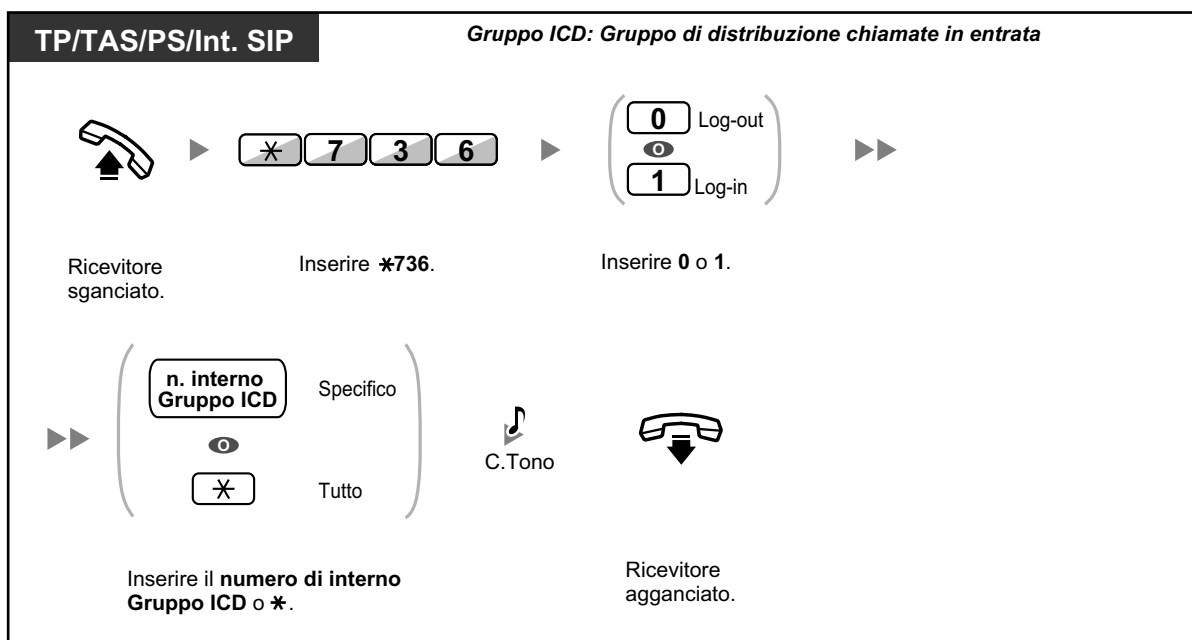 TP/TAS/PS/Int. SIP
Gruppo ICD: Gruppo di distribuzione chiamate in entrata
* 7 3 6
0 Log-out
o
1 Log-in
Ricevitore
sganciato.
Inserire *736.
Inserire 0 o 1.
n. interno
Gruppo ICD
Specifico
o
* Tutto
C.Tono
Inserire il numero di interno
Gruppo ICD o *.
Ricevitore
agganciato.